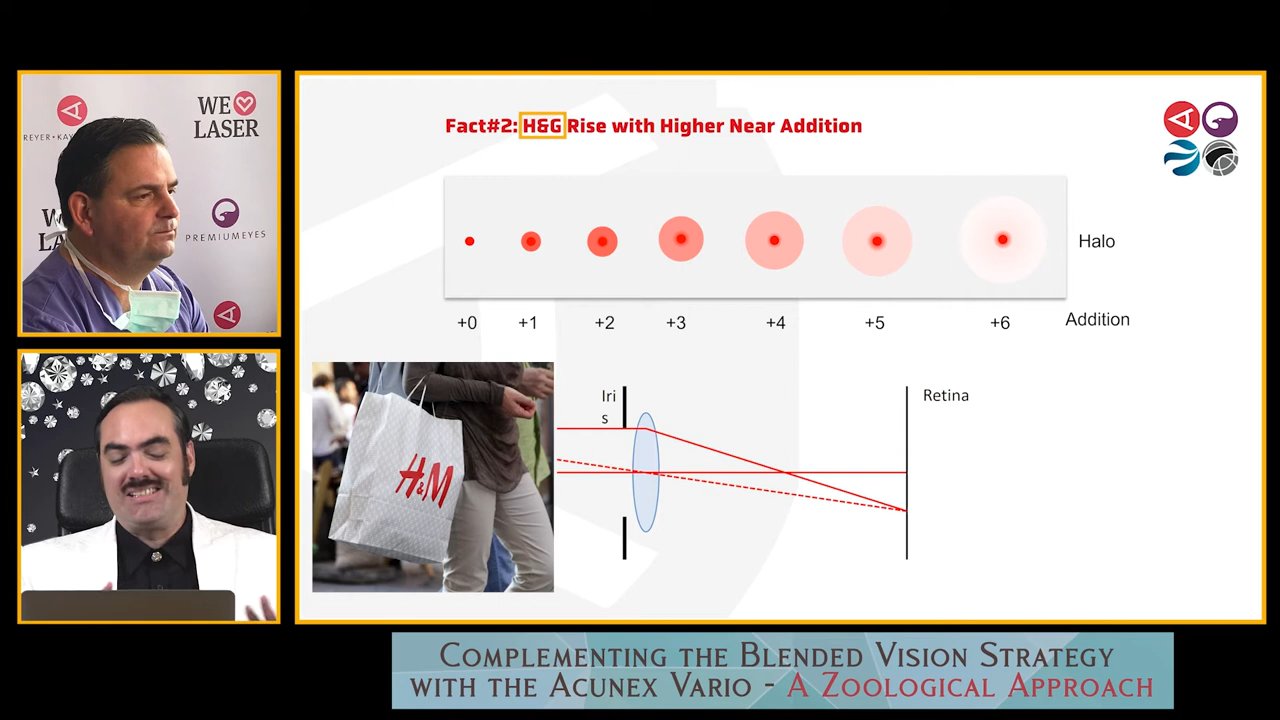 WE
LASER
REYER+KAY
PREMIUMEYES
Fact#2: H&G Rise with Higher Near Addition
Halo
+0 +1 +2 +3 +4 +5 +6 Addition
H&M
Iri
s
Retina
COMPLEMENTING THE BLENDED VISION STRATEGY
WITH THE ACUNEX VARIO - A ZOOLOGICAL APPROACH